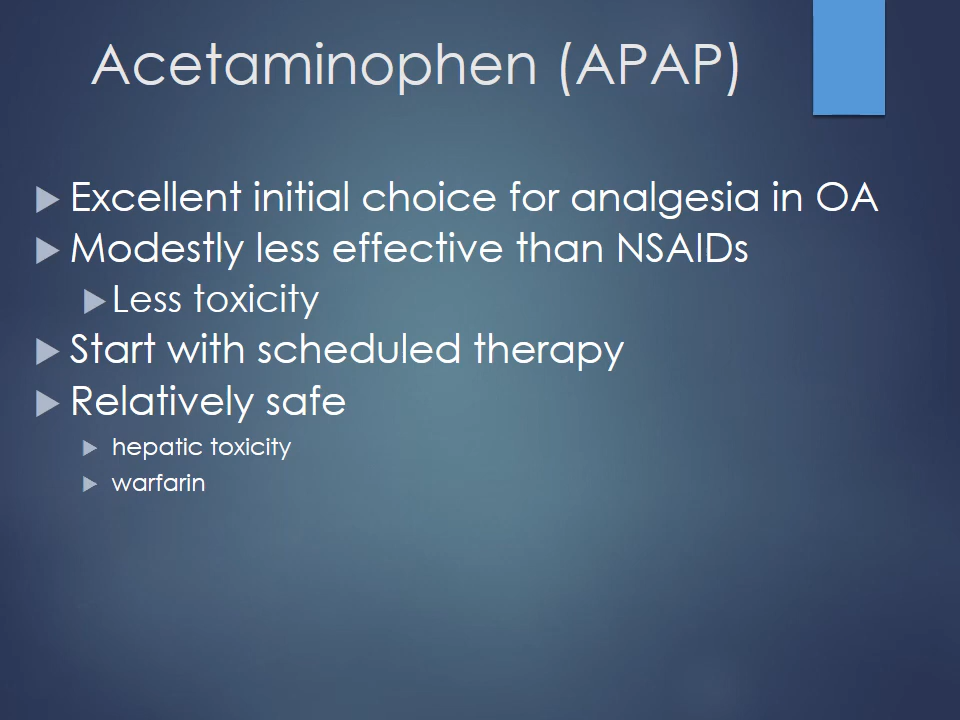 Acetaminophen (APAP)
Excellent initial choice for analgesia in OA
Modestly less effective than NSAIDs
Less toxicity
Start with scheduled therapy
Relatively safe
hepatic toxicity
warfarin